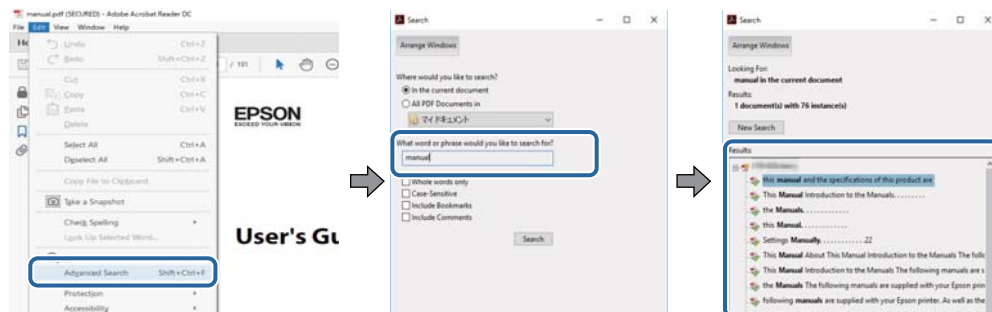 manual.pdf (SECURED) - Adobe Acrobat Reader DC
File Edit View Window Help
Undo Ctrl+Z
Redo Shift+Ctrl+Z
Cut Ctrl+X
Copy Ctrl+C
Paste Ctrl+V
Delete
Select All Ctrl+A
Deselect All Shift+Ctrl+A
Copy File to Clipboard
Take a Snapshot
Check Spelling
Look Up Selected Word...
Advanced Search Shift+Ctrl+F
Protection
Accessibility
/ 191
EPSON
EXCEED YOUR VISION
User's Gu
Search
Arrange Windows
Where would you like to search?
In the current document
All PDF Documents in
マイ ドキュメント
What word or phrase would you like to search for?
manual
Whole words only
Case-Sensitive
Include Bookmarks
Include Comments
Search
Search
Arrange Windows
Looking For:
manual in the current document
Results:
1 document(s) with 76 instance(s)
New Search
Results:
this manual and the specifications of this product are
This Manual Introduction to the Manuals. . . . . . . .
the Manuals. . . . . . . . . . . .
this Manual. . . . . . . . . . . .
Settings Manually. . . . . . . . . . . .22
This Manual About This Manual Introduction to the Manuals The follo
This Manual Introduction to the Manuals The following manuals are s
the Manuals The following manuals are supplied with your Epson prin
following manuals are supplied with your Epson printer. As well as the